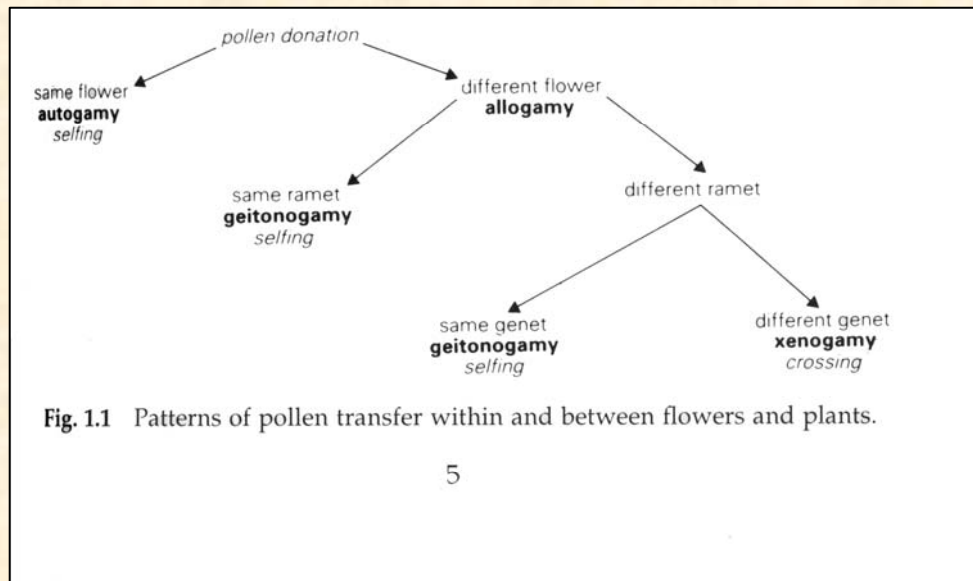 pollen donation
same flower
autogamy
selfing
different flower
allogamy
same ramet
geitonogamy
selfing
different ramet
same genet
geitonogamy
selfing
different genet
xenogamy
crossing
Fig. 1.1 Patterns of pollen transfer within and between flowers and plants.
5